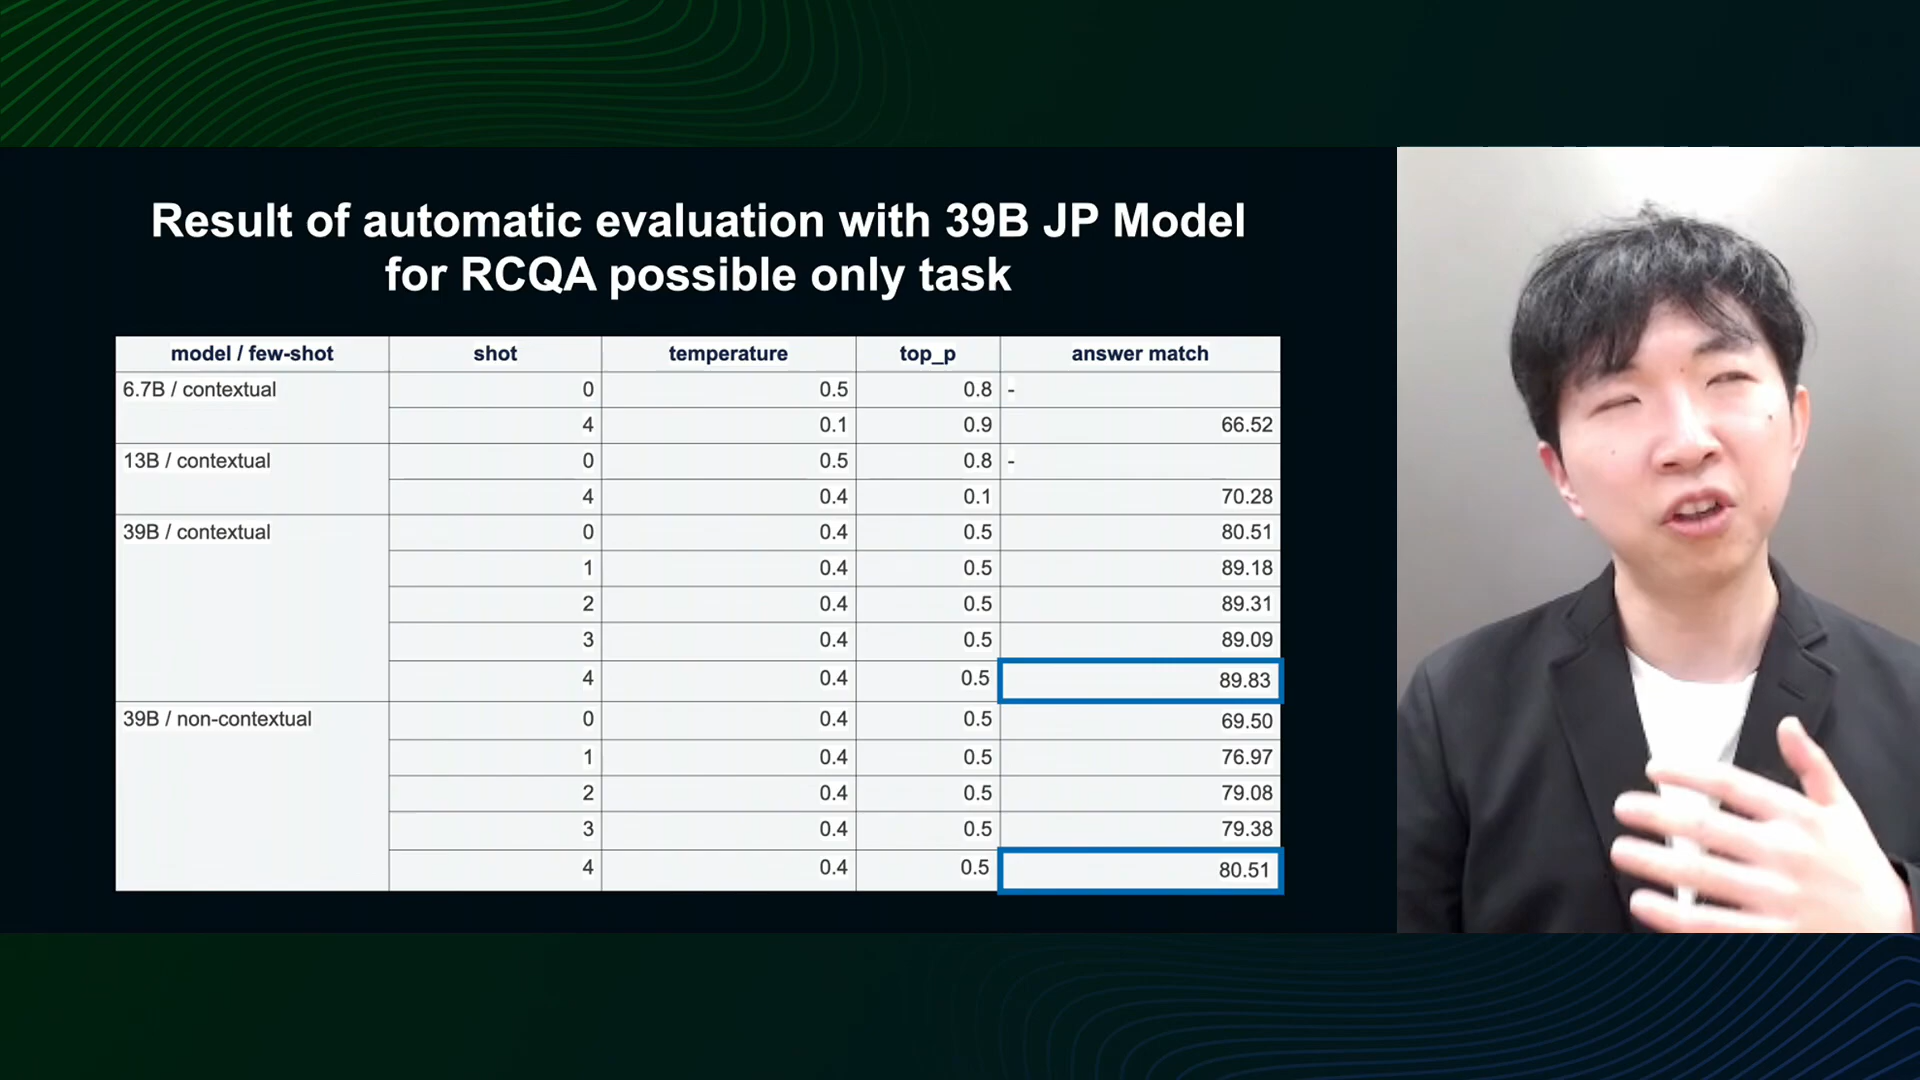 Result of automatic evaluation with 39B JP Model
for RCQA possible only task
model / few-shot shot temperature top_p answer match
6.7B / contextual 0 0.5 0.8 -
4 0.1 0.9 66.52
13B / contextual 0 0.5 0.8 -
4 0.4 0.1 70.28
39B / contextual 0 0.4 0.5 80.51
1 0.4 0.5 89.18
2 0.4 0.5 89.31
3 0.4 0.5 89.09
4 0.4 0.5 89.83
39B / non-contextual 0 0.4 0.5 69.50
1 0.4 0.5 76.97
2 0.4 0.5 79.08
3 0.4 0.5 79.38
4 0.4 0.5 80.51